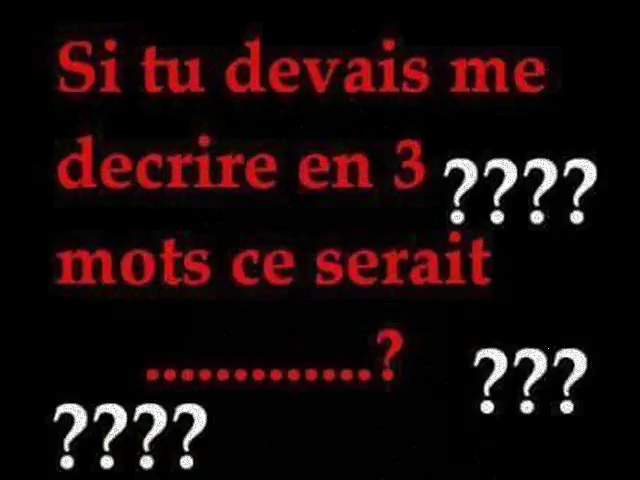 Si tu devais me
decrire en 3 ????
mots ce serait
.............? ???
????